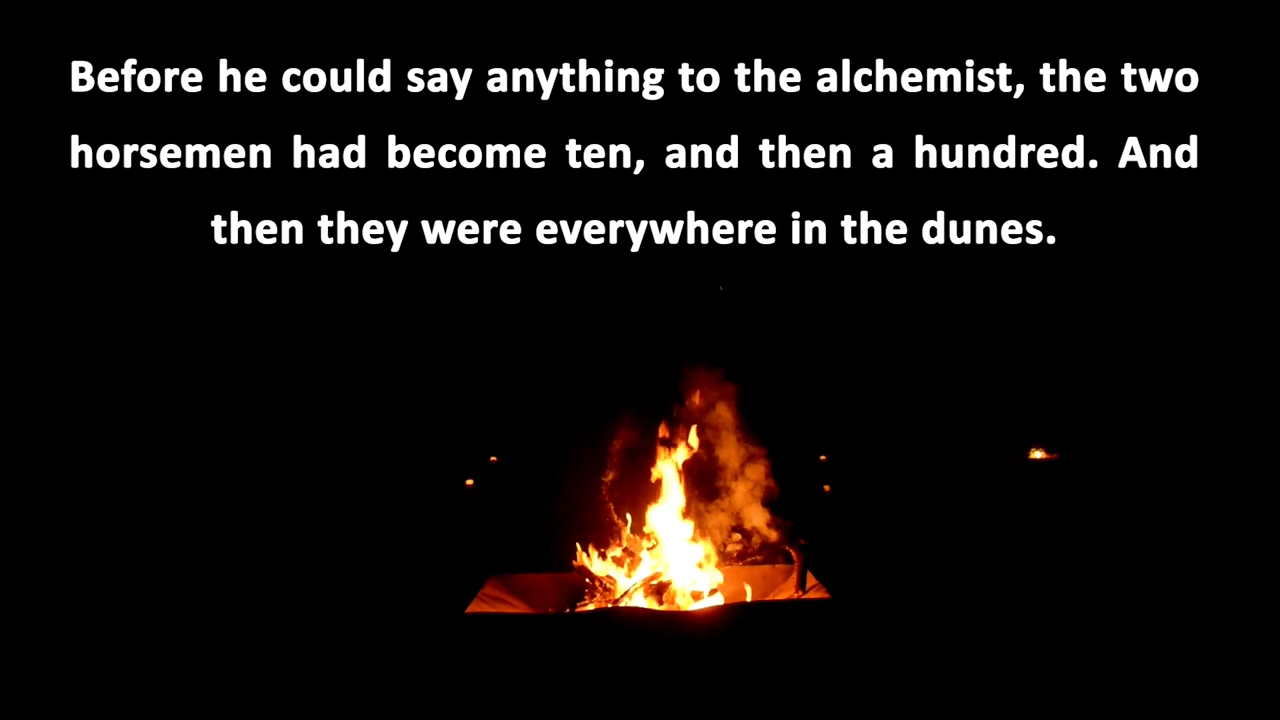 Before he could say anything to the alchemist, the two
horsemen had become ten, and then a hundred. And
then they were everywhere in the dunes.